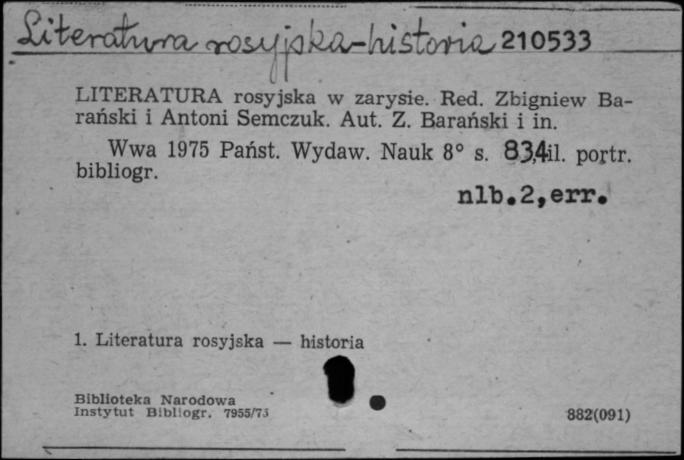 Literatura rosyjska-historia 210533
LITERATURA rosyjska w zarysie. Red. Zbigniew Ba-
rański i Antoni Semczuk. Aut. Z. Barański i in.
Wwa 1975 Państ. Wydaw. Nauk 8° s. 834,il. portr.
bibliogr.
nlb.2,err.
1. Literatura rosyjska — historia
Biblioteka Narodowa
Instytut Bibliogr. 7955/75
882(091)